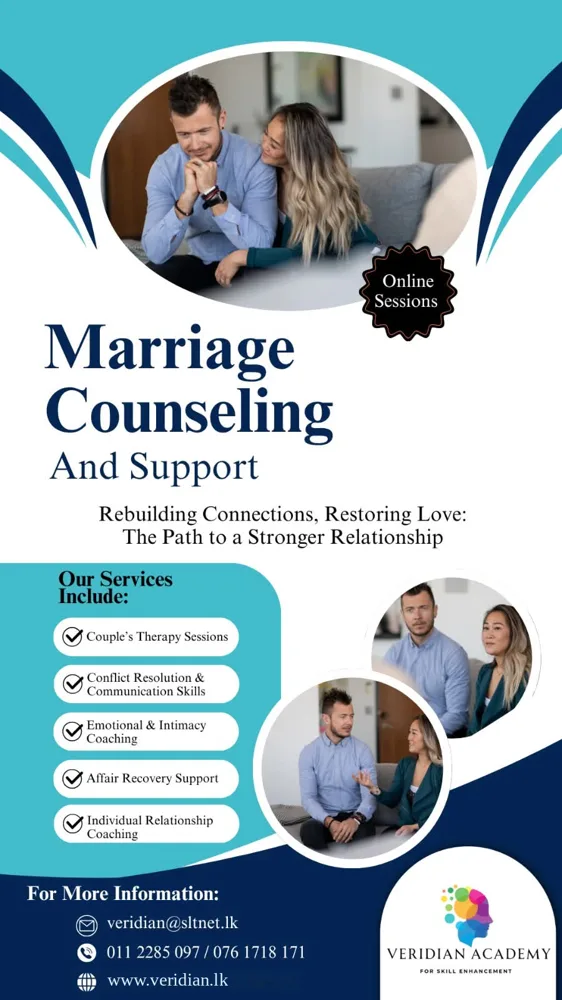 Online
Sessions
Marriage
Counseling
And Support
Rebuilding Connections, Restoring Love:
The Path to a Stronger Relationship
Our Services
Include:
Couple's Therapy Sessions
Conflict Resolution &
Communication Skills
Emotional & Intimacy
Coaching
Affair Recovery Support
Individual Relationship
Coaching
For More Information:
veridian@sltnet.lk
011 2285 097 / 076 1718 171
www.veridian.lk
VERIDIAN ACADEMY
FOR SKILL ENHANCEMENT